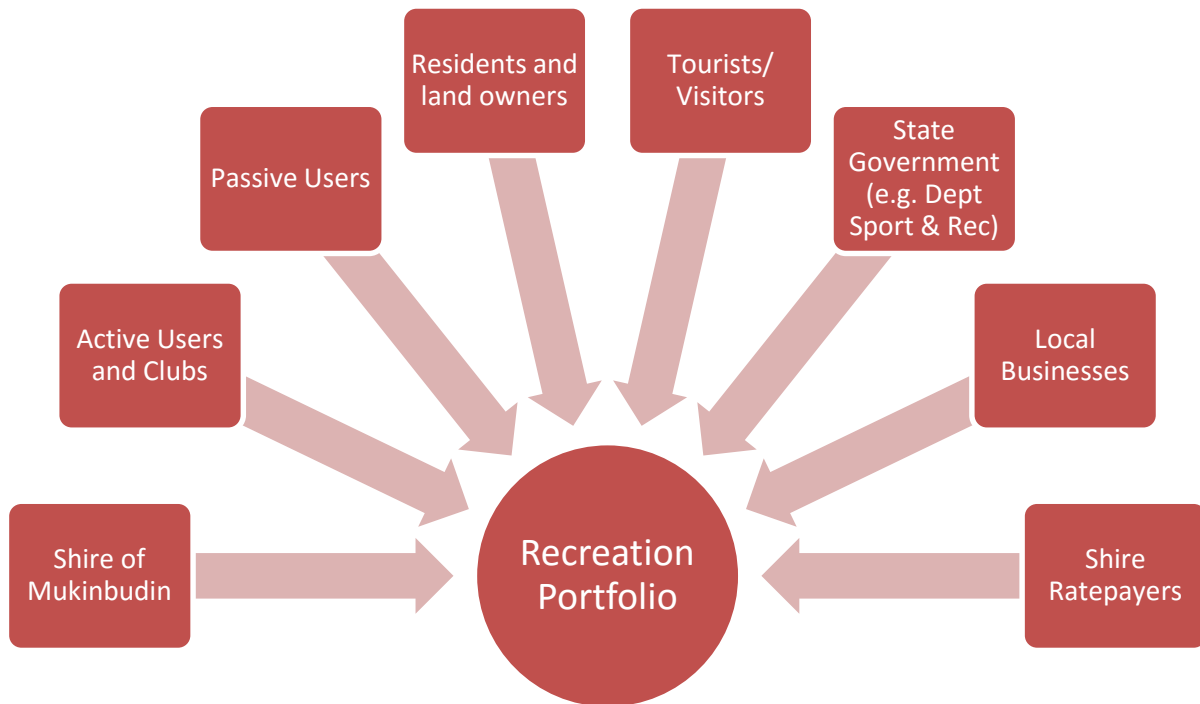 Residents and
land owners
Tourists/
Visitors
Passive Users
State
Government
(e.g. Dept
Sport & Rec)
Active Users
and Clubs
Local
Businesses
Shire of
Mukinbudin
Recreation
Portfolio
Shire
Ratepayers